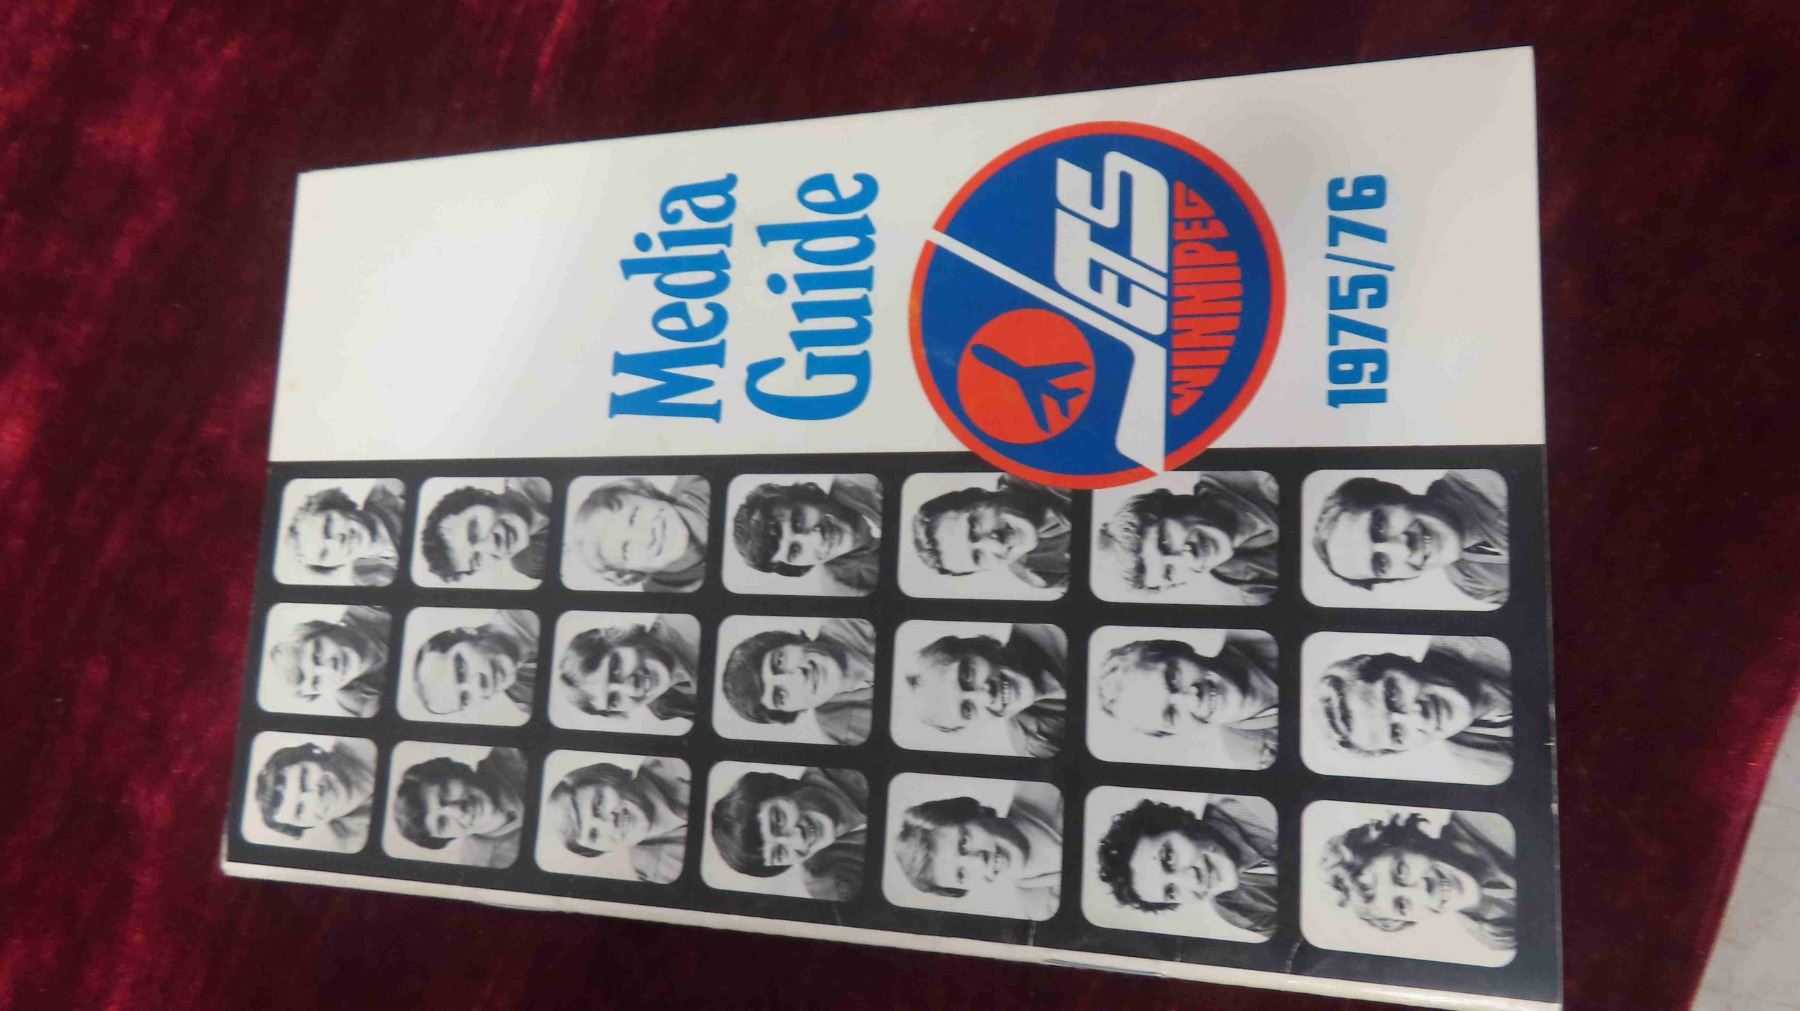 Media
Guide
JETS
WINNIPEG
1975/76